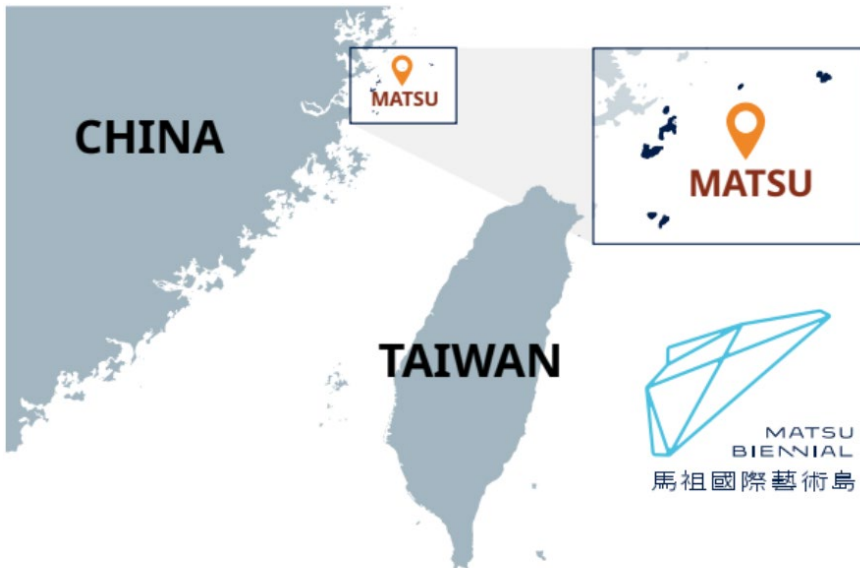 CHINA
MATSU
MATSU
TAIWAN
MATSU
BIENNIAL
馬祖國際藝術島